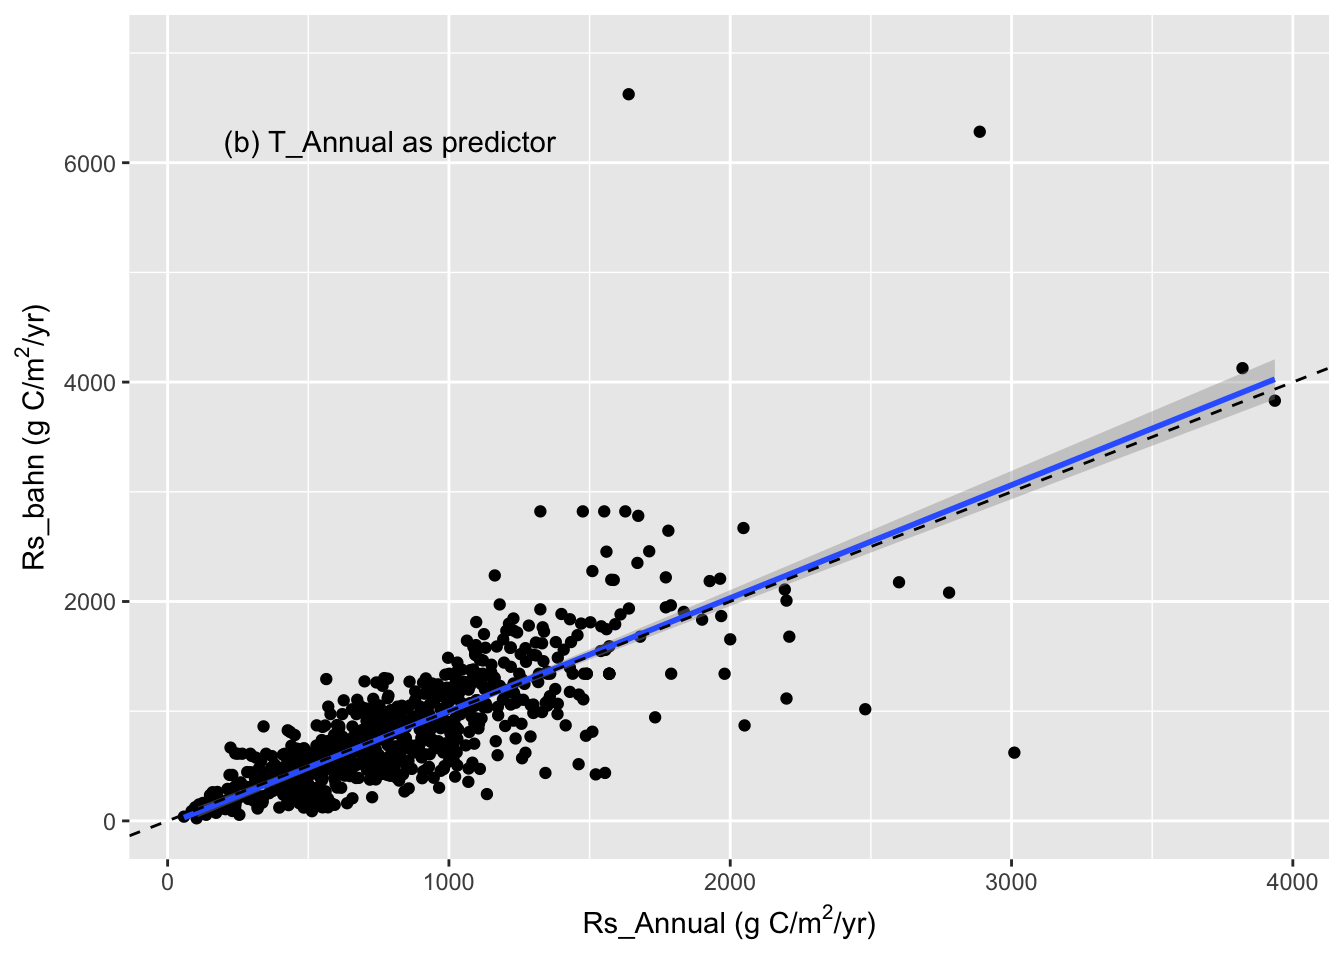 (b) T_Annual as predictor
6000
4000
2000
0
Rs_bahn (g C/m²/yr)
0 1000 2000 3000 4000
Rs_Annual (g C/m²/yr)